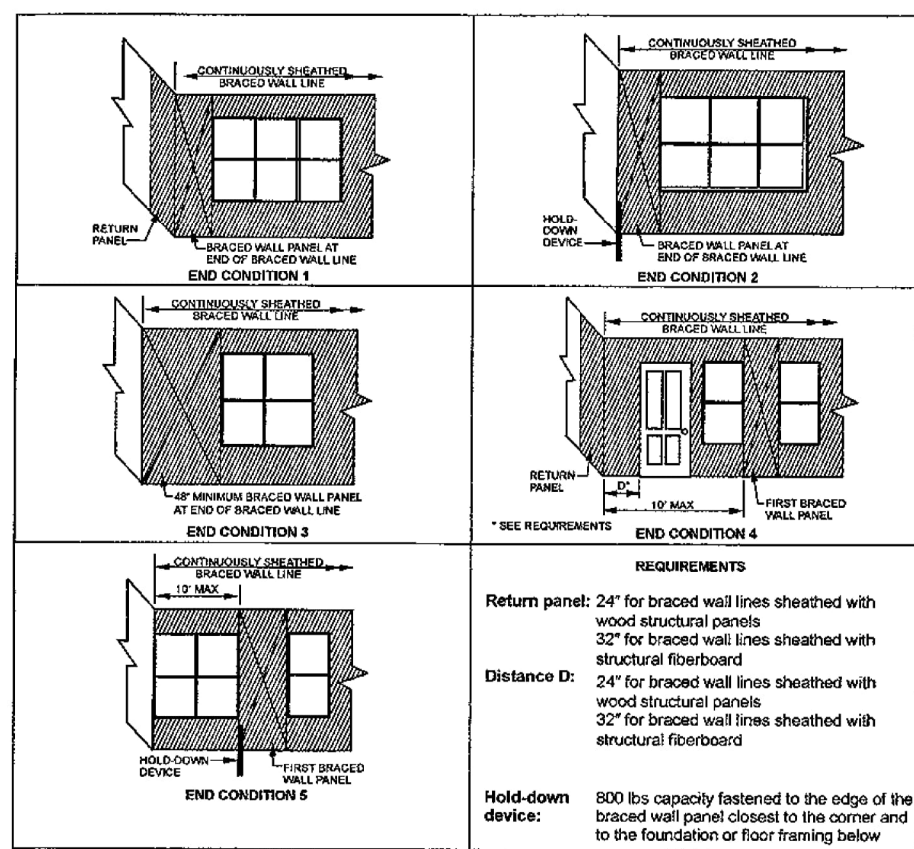 CONTINUOUSLY SHEATHED
BRACED WALL LINE
RETURN
PANEL
BRACED WALL PANEL AT
END OF BRACED WALL LINE
END CONDITION 1
CONTINUOUSLY SHEATHED
BRACED WALL LINE
HOLD-
DOWN
DEVICE
BRACED WALL PANEL AT
END OF BRACED WALL LINE
END CONDITION 2
CONTINUOUSLY SHEATHED
BRACED WALL LINE
48" MINIMUM BRACED WALL PANEL
AT END OF BRACED WALL LINE
END CONDITION 3
CONTINUOUSLY SHEATHED
BRACED WALL LINE
RETURN
PANEL
D*
10' MAX
FIRST BRACED
WALL PANEL
* SEE REQUIREMENTS
END CONDITION 4
CONTINUOUSLY SHEATHED
BRACED WALL LINE
10' MAX
HOLD-DOWN
DEVICE
FIRST BRACED
WALL PANEL
END CONDITION 5
REQUIREMENTS
Return panel: 24" for braced wall lines sheathed with
wood structural panels
32" for braced wall lines sheathed with
structural fiberboard
Distance D: 24" for braced wall lines sheathed with
wood structural panels
32" for braced wall lines sheathed with
structural fiberboard
Hold-down 800 lbs capacity fastened to the edge of the
device: braced wall panel closest to the corner and
to the foundation or floor framing below